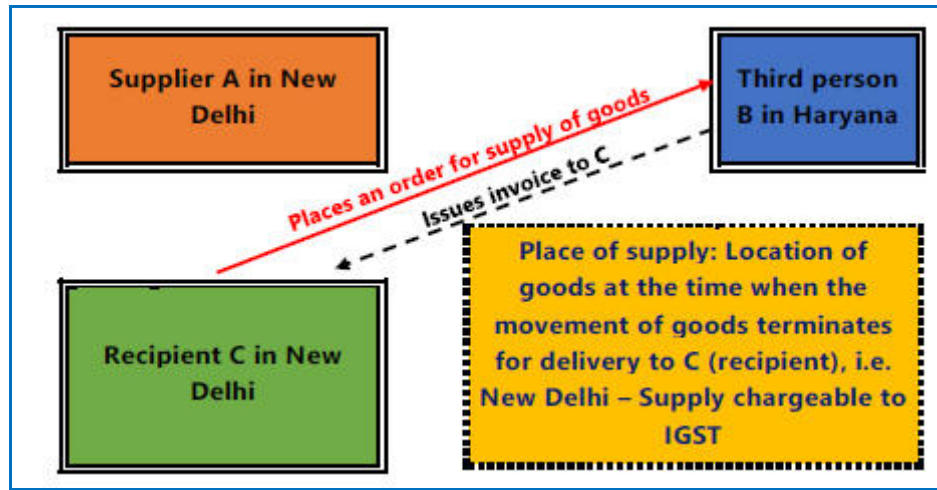 Supplier A in New
Delhi
Third person
B in Haryana
Places an order for supply of goods
Issues invoice to C
Recipient C in New
Delhi
Place of supply: Location of
goods at the time when the
movement of goods terminates
for delivery to C (recipient), i.e.
New Delhi – Supply chargeable to
IGST